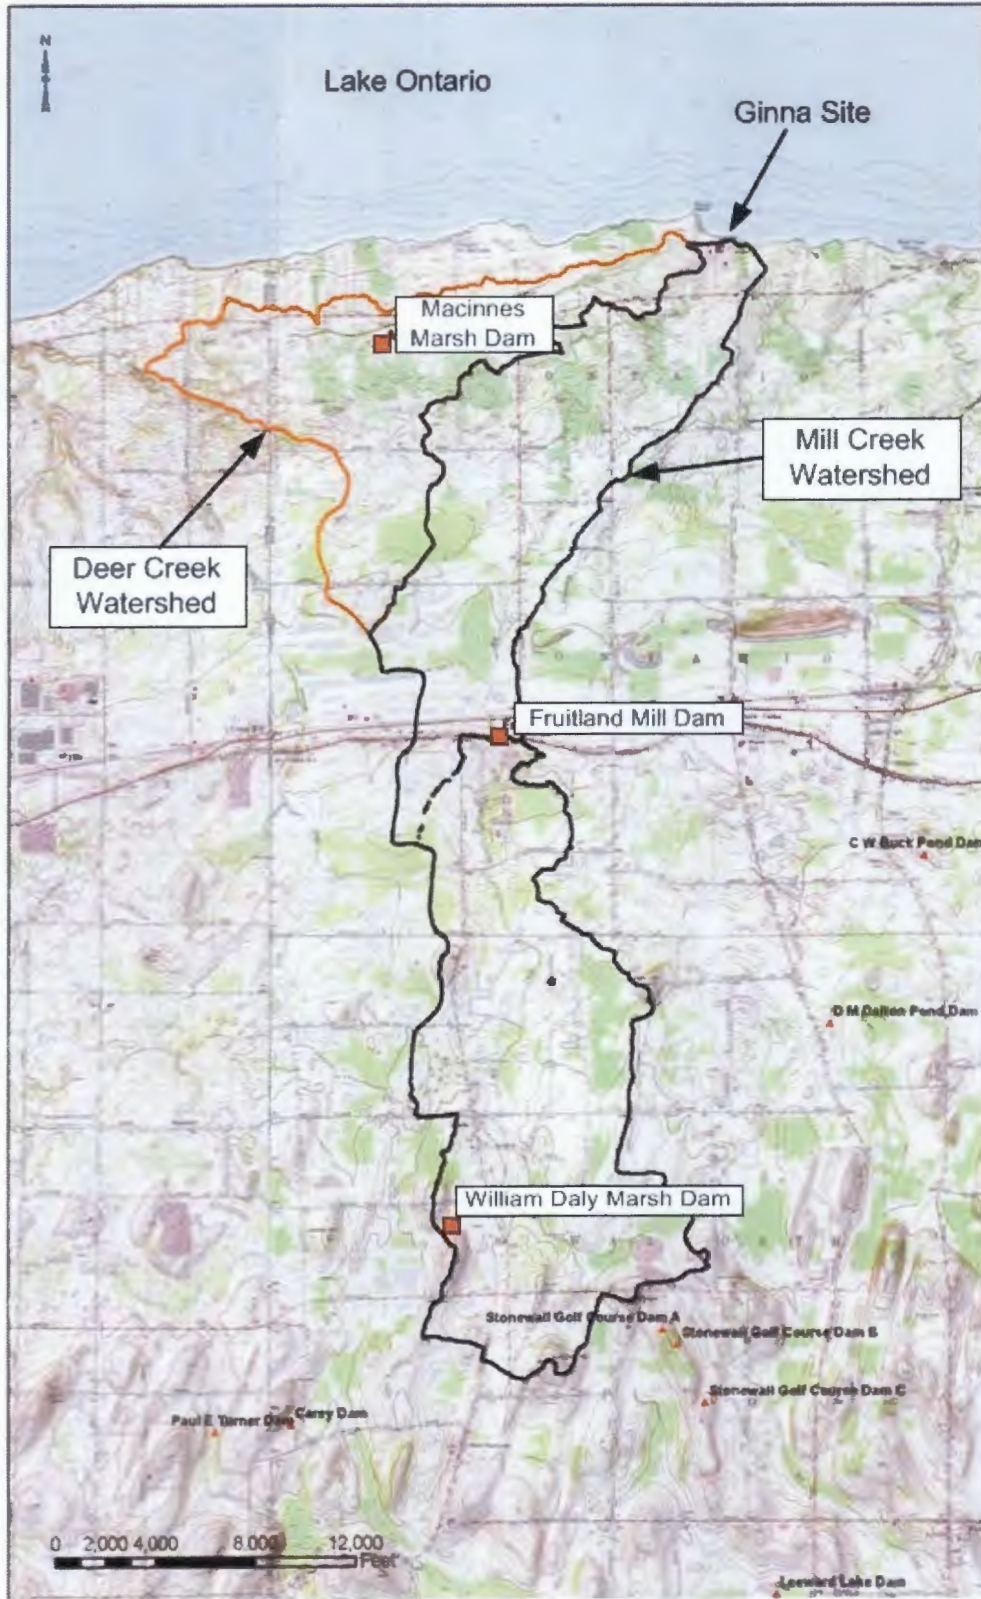 N
Lake Ontario
Ginna Site
Macinnes
Marsh Dam
Mill Creek
Watershed
Deer Creek
Watershed
Fruitland Mill Dam
C W Buck Pond Dam
D M Dalton Pond Dam
William Daly Marsh Dam
Stonewall Golf Course Dam A
Stonewall Golf Course Dam B
Stonewall Golf Course Dam C
Paul E Turner Dam
Carey Dam
0 2,000 4,000 8,000 12,000
Feet
Leeward Lake Dam